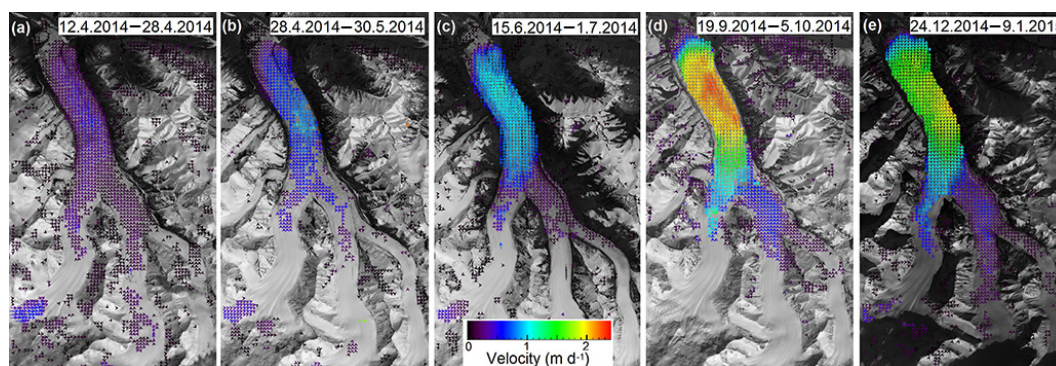 (a) 12.4.2014–28.4.2014
(b) 28.4.2014–30.5.2014
(c) 15.6.2014–1.7.2014
(d) 19.9.2014–5.10.2014
(e) 24.12.2014–9.1.2014
0 1 2
Velocity (m d⁻¹)